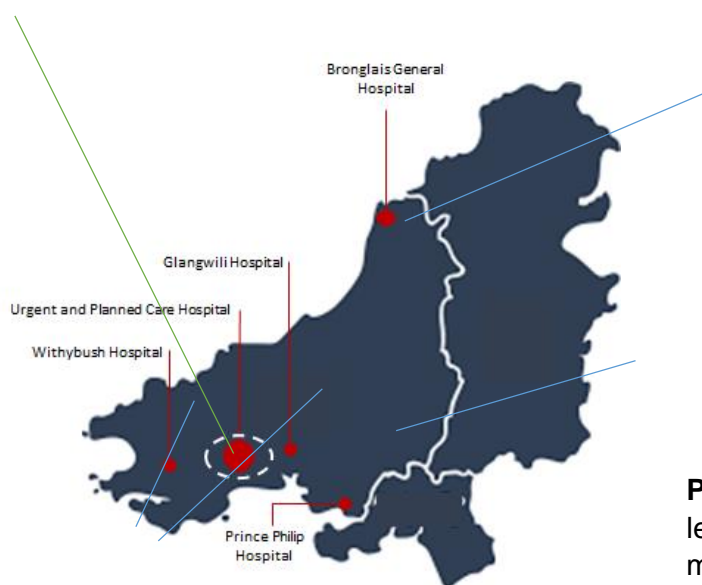 Bronglais General
Hospital
Glangwili Hospital
Urgent and Planned Care Hospital
Withybush Hospital
Prince Philip
Hospital
P
le
m